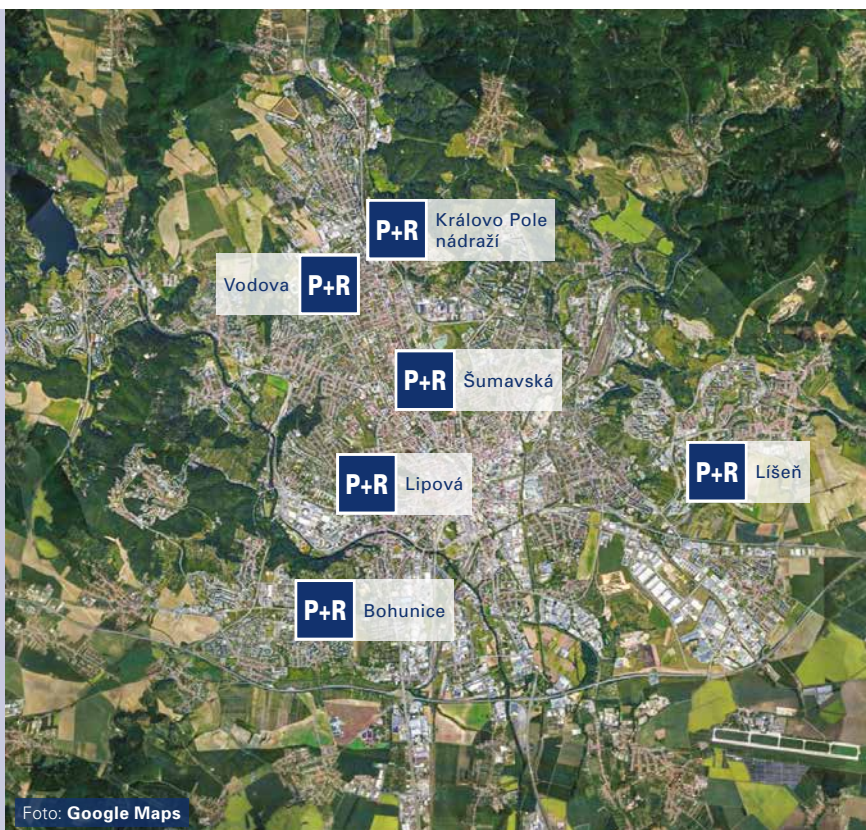 P+R
Královo Pole
nádraží
Vodova
P+R
P+R
Šumavská
P+R
Lipová
P+R
Líšeň
P+R
Bohunice
Foto: Google Maps